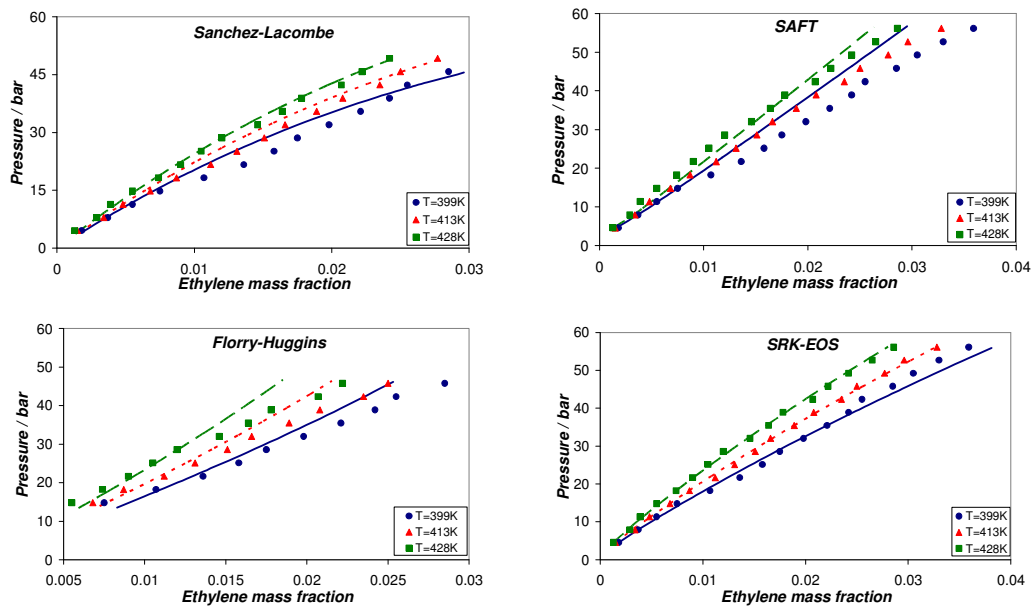 Sanchez-Lacombe
Pressure / bar
60
45
30
15
0
T=399K
T=413K
T=428K
0 0.01 0.02 0.03
Ethylene mass fraction
SAFT
Pressure / bar
60
50
40
30
20
10
0
T=399K
T=413K
T=428K
0 0.01 0.02 0.03 0.04
Ethylene mass fraction
Florry-Huggins
Pressure / bar
60
50
40
30
20
10
0
T=399K
T=413K
T=428K
0.005 0.01 0.015 0.02 0.025 0.03
Ethylene mass fraction
SRK-EOS
Pressure / bar
60
50
40
30
20
10
0
T=399K
T=413K
T=428K
0 0.01 0.02 0.03 0.04
Ethylene mass fraction